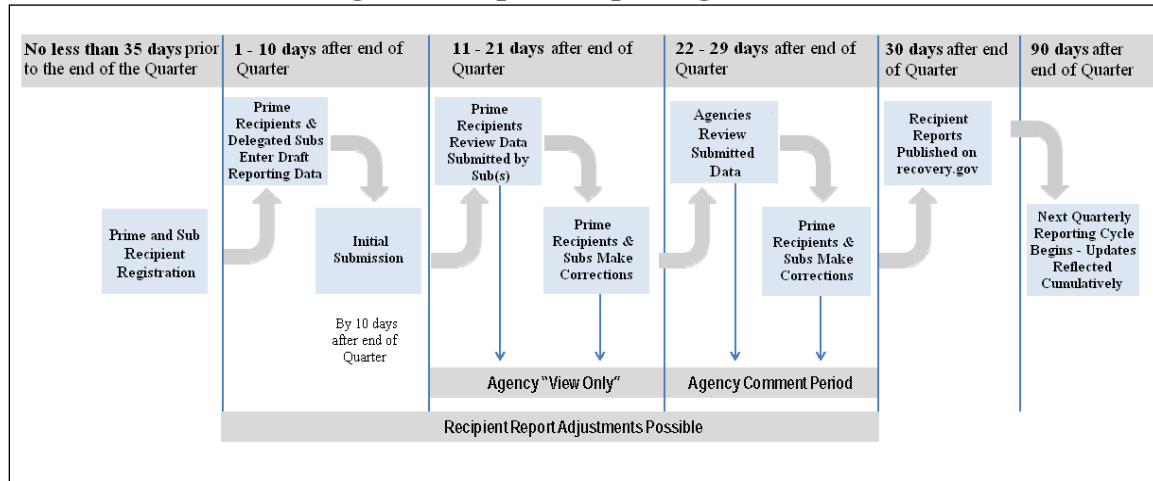 No less than 35 days prior
to the end of the Quarter
1 - 10 days after end of
Quarter
11 - 21 days after end of
Quarter
22 - 29 days after end of
Quarter
30 days after end
of Quarter
90 days after
end of Quarter
Prime and Sub
Recipient
Registration
Prime
Recipients &
Delegated Subs
Enter Draft
Reporting Data
Initial
Submission
By 10 days
after end of
Quarter
Prime
Recipients
Review Data
Submitted by
Sub(s)
Prime
Recipients &
Subs Make
Corrections
Agencies
Review
Submitted
Data
Prime
Recipients &
Subs Make
Corrections
Recipient
Reports
Published on
recovery.gov
Next Quarterly
Reporting Cycle
Begins - Updates
Reflected
Cumulatively
Agency "View Only"
Agency Comment Period
Recipient Report Adjustments Possible